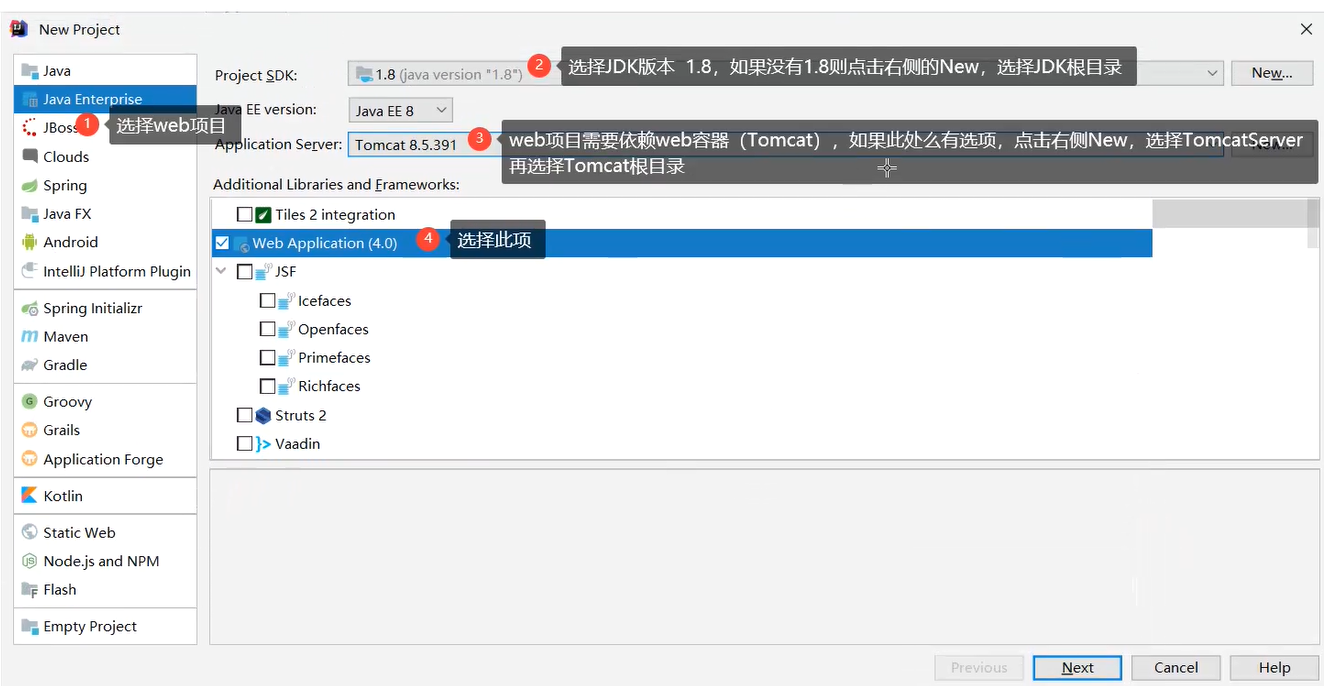 New Project
Java
Java Enterprise
1
选择web项目
JBoss
Clouds
Spring
Java FX
Android
IntelliJ Platform Plugin
Spring Initializr
Maven
Gradle
Groovy
Grails
Application Forge
Kotlin
Static Web
Node.js and NPM
Flash
Empty Project
Project SDK:
1.8 (java version "1.8")
2
选择JDK版本 1.8，如果没有1.8则点击右侧的New，选择JDK根目录
New...
Java EE version:
Java EE 8
Application Server:
Tomcat 8.5.391
3
web项目需要依赖web容器（Tomcat），如果此处么有选项，点击右侧New，选择TomcatServer
再选择Tomcat根目录
Additional Libraries and Frameworks:
Tiles 2 integration
Web Application (4.0)
4
选择此项
JSF
Icefaces
Openfaces
Primefaces
Richfaces
Struts 2
Vaadin
Previous
Next
Cancel
Help